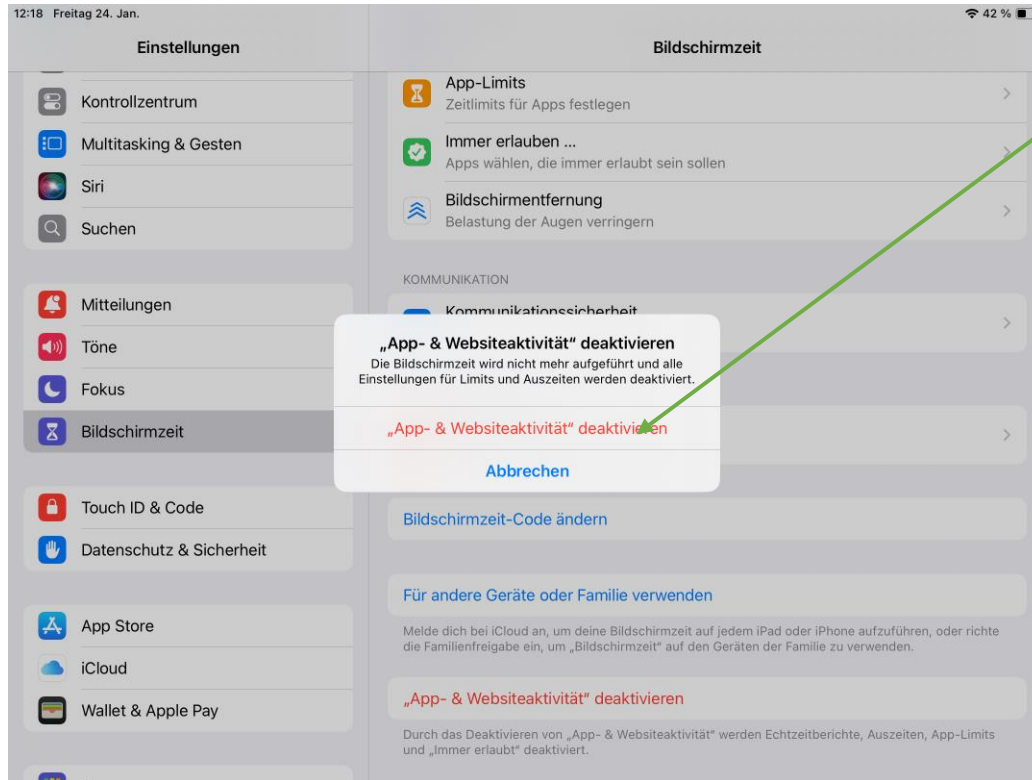 12:18 Freitag 24. Jan.
42 %
Einstellungen
Kontrollzentrum
Multitasking & Gesten
Siri
Suchen
Mitteilungen
Töne
Fokus
Bildschirmzeit
Touch ID & Code
Datenschutz & Sicherheit
App Store
iCloud
Wallet & Apple Pay
Bildschirmzeit
App-Limits
Zeitlimits für Apps festlegen
Immer erlauben ...
Apps wählen, die immer erlaubt sein sollen
Bildschirmentfernung
Belastung der Augen verringern
KOMMUNIKATION
Kommunikationssicherheit
„App- & Websiteaktivität“ deaktivieren
Die Bildschirmzeit wird nicht mehr aufgeführt und alle
Einstellungen für Limits und Auszeiten werden deaktiviert.
„App- & Websiteaktivität“ deaktivieren
Abbrechen
Bildschirmzeit-Code ändern
Für andere Geräte oder Familie verwenden
Melde dich bei iCloud an, um deine Bildschirmzeit auf jedem iPad oder iPhone aufzuführen, oder richte
die Familienfreigabe ein, um „Bildschirmzeit“ auf den Geräten der Familie zu verwenden.
„App- & Websiteaktivität“ deaktivieren
Durch das Deaktivieren von „App- & Websiteaktivität“ werden Echtzeitberichte, Auszeiten, App-Limits
und „Immer erlaubt“ deaktiviert.